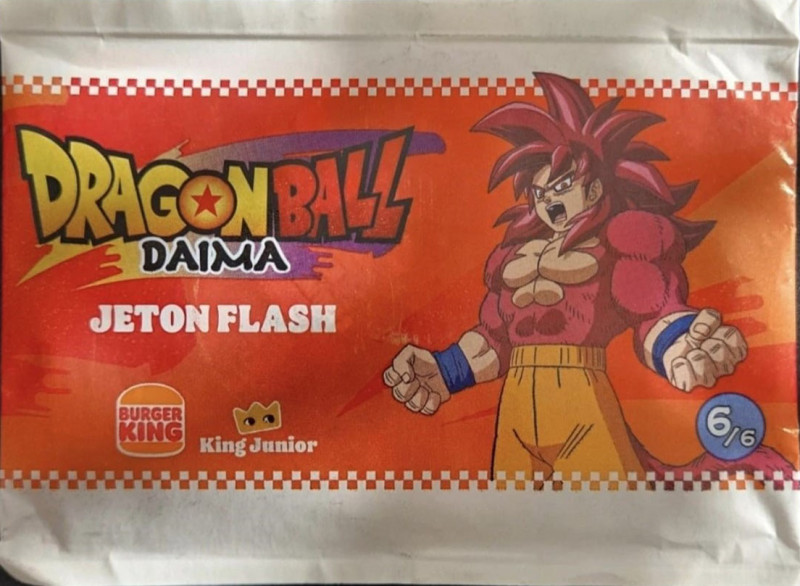 DRAGON BALL
DAIMA
JETON FLASH
BURGER
KING
King Junior
6/6